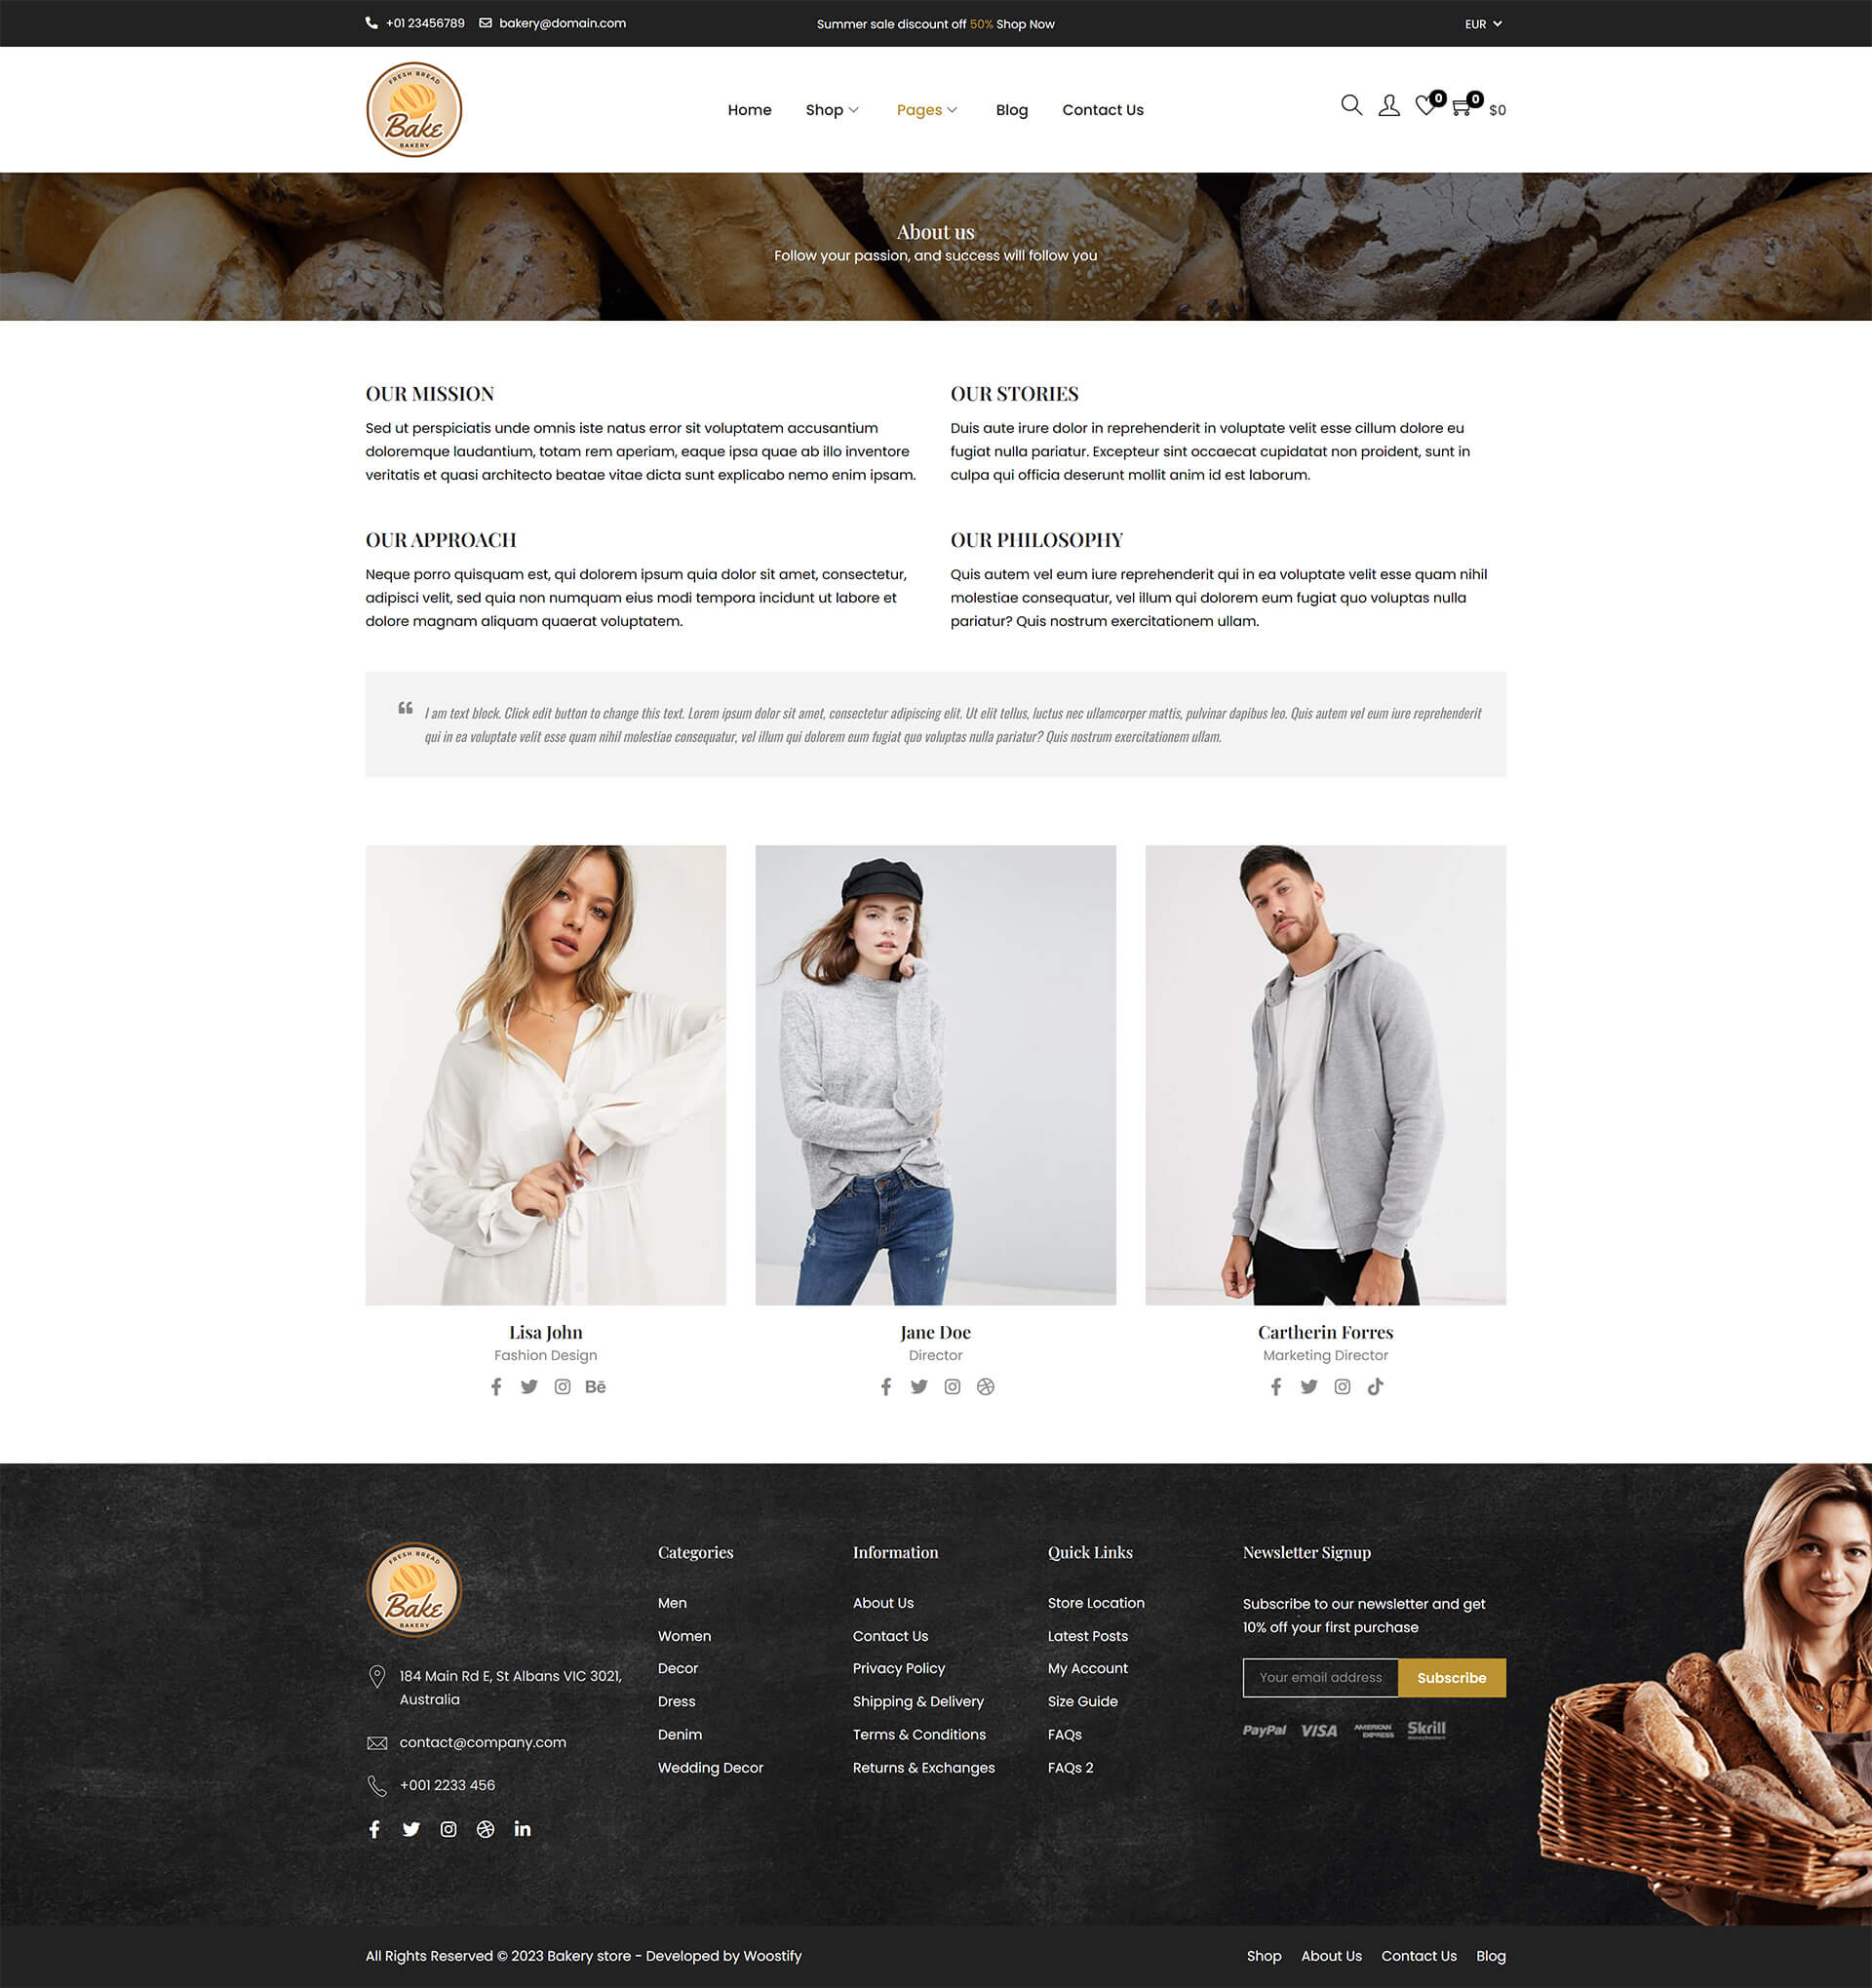 +01 23456789 bakery@domain.com
Summer sale discount off 50% Shop Now
EUR
FRESH BREAD
Bake
BAKERY
Home Shop Pages Blog Contact Us
0 0 $0
About us
Follow your passion, and success will follow you
OUR MISSION
Sed ut perspiciatis unde omnis iste natus error sit voluptatem accusantium
doloremque laudantium, totam rem aperiam, eaque ipsa quae ab illo inventore
veritatis et quasi architecto beatae vitae dicta sunt explicabo nemo enim ipsam.
OUR STORIES
Duis aute irure dolor in reprehenderit in voluptate velit esse cillum dolore eu
fugiat nulla pariatur. Excepteur sint occaecat cupidatat non proident, sunt in
culpa qui officia deserunt mollit anim id est laborum.
OUR APPROACH
Neque porro quisquam est, qui dolorem ipsum quia dolor sit amet, consectetur,
adipisci velit, sed quia non numquam eius modi tempora incidunt ut labore et
dolore magnam aliquam quaerat voluptatem.
OUR PHILOSOPHY
Quis autem vel eum iure reprehenderit qui in ea voluptate velit esse quam nihil
molestiae consequatur, vel illum qui dolorem eum fugiat quo voluptas nulla
pariatur? Quis nostrum exercitationem ullam.
I am text block. Click edit button to change this text. Lorem ipsum dolor sit amet, consectetur adipiscing elit. Ut elit tellus, luctus nec ullamcorper mattis, pulvinar dapibus leo. Quis autem vel eum iure reprehenderit
qui in ea voluptate velit esse quam nihil molestiae consequatur, vel illum qui dolorem eum fugiat quo voluptas nulla pariatur? Quis nostrum exercitationem ullam.
Lisa John
Fashion Design
Bē
Jane Doe
Director
Cartherin Forres
Marketing Director
FRESH BREAD
Bake
BAKERY
184 Main Rd E, St Albans VIC 3021,
Australia
contact@company.com
+001 2233 456
Categories
Men
Women
Decor
Dress
Denim
Wedding Decor
Information
About Us
Contact Us
Privacy Policy
Shipping & Delivery
Terms & Conditions
Returns & Exchanges
Quick Links
Store Location
Latest Posts
My Account
Size Guide
FAQs
FAQs 2
Newsletter Signup
Subscribe to our newsletter and get
10% off your first purchase
Your email address Subscribe
PayPal VISA AMERICAN EXPRESS Skrill
All Rights Reserved © 2023 Bakery store - Developed by Woostify
Shop About Us Contact Us Blog